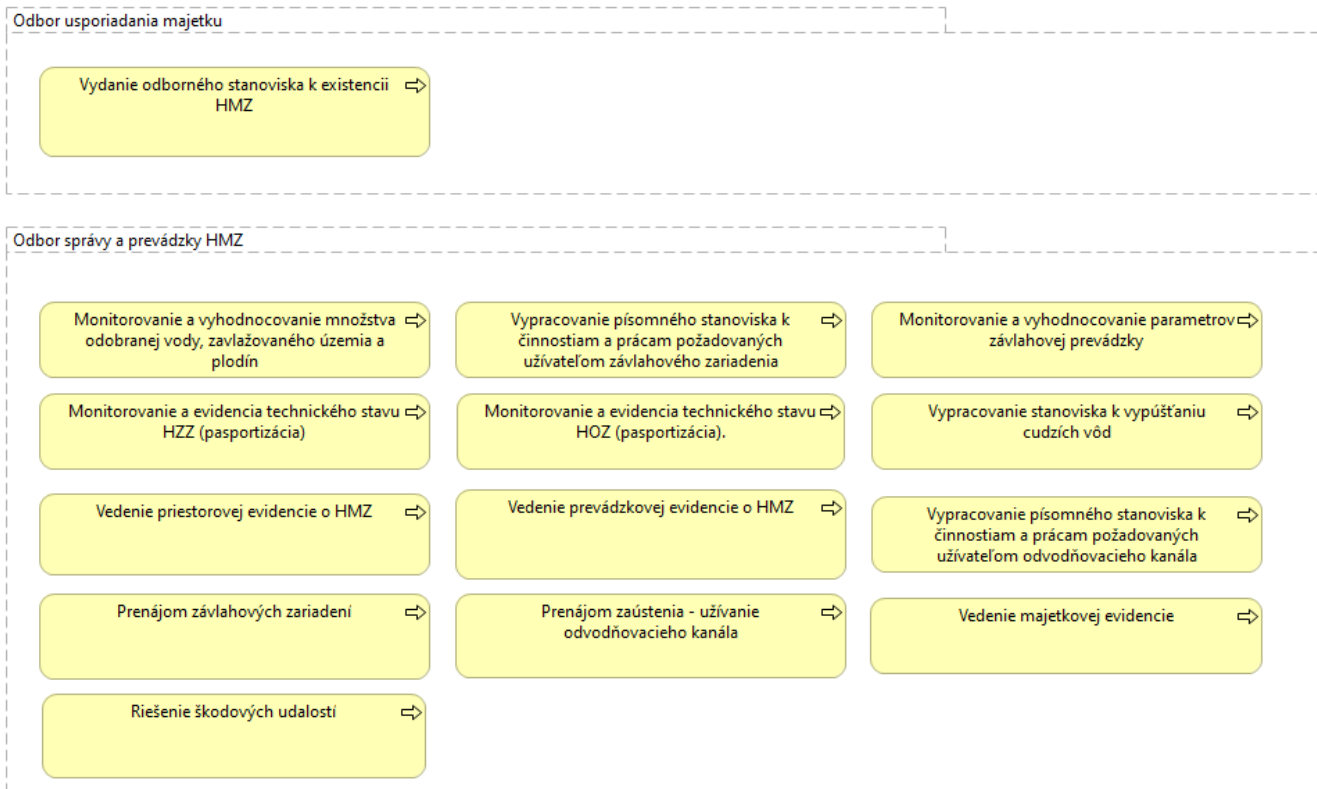 Odbor usporiadania majetku
Vydanie odborného stanoviska k existencii
HMZ
Odbor správy a prevádzky HMZ
Monitorovanie a vyhodnocovanie množstva
odobranej vody, zavlažovaného územia a
plodín
Vypracovanie písomného stanoviska k
činnostiam a prácam požadovaných
užívateľom závlahového zariadenia
Monitorovanie a vyhodnocovanie parametrov
závlahovej prevádzky
Monitorovanie a evidencia technického stavu
HZZ (pasportizácia)
Monitorovanie a evidencia technického stavu
HOZ (pasportizácia).
Vypracovanie stanoviska k vypúšťaniu
cudzích vôd
Vedenie priestorovej evidencie o HMZ
Vedenie prevádzkovej evidencie o HMZ
Vypracovanie písomného stanoviska k
činnostiam a prácam požadovaných
užívateľom odvodňovacieho kanála
Prenájom závlahových zariadení
Prenájom zaústenia - užívanie
odvodňovacieho kanála
Vedenie majetkovej evidencie
Riešenie škodových udalostí